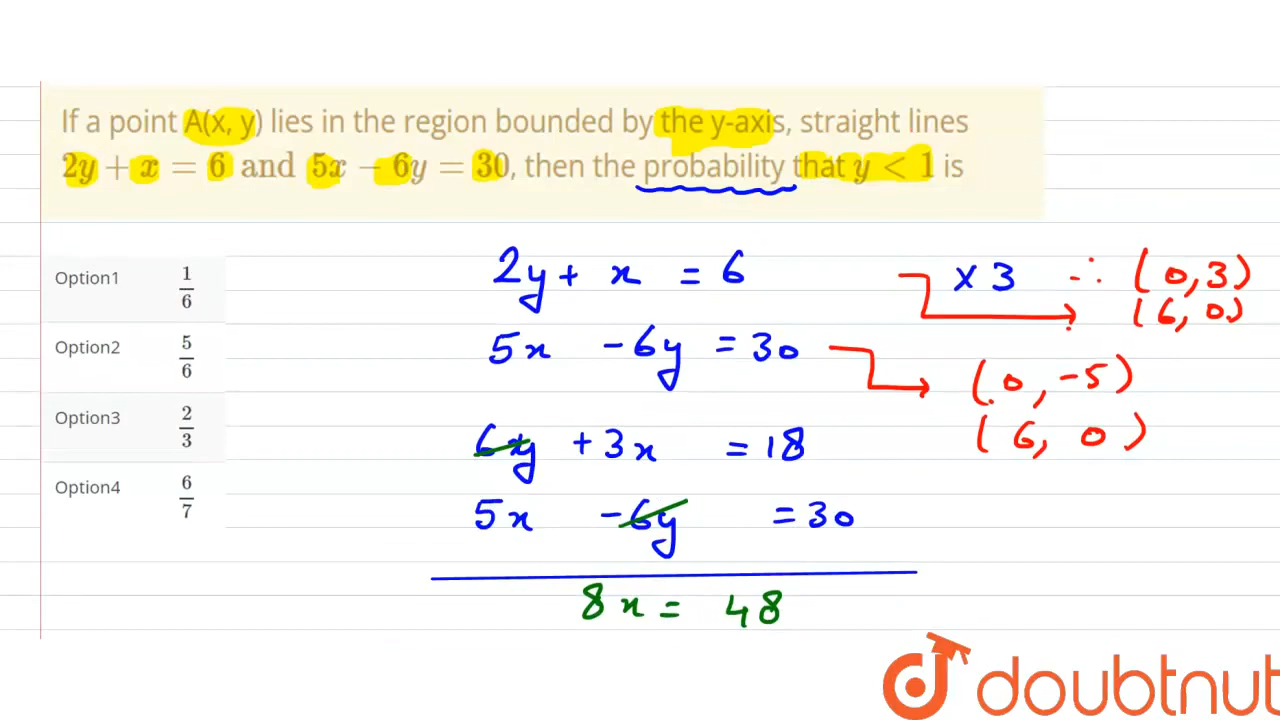 If a point A(x, y) lies in the region bounded by the y-axis, straight lines
2y + x = 6 and 5x − 6y = 30, then the probability that y < 1 is
Option1 1/6
Option2 5/6
Option3 2/3
Option4 6/7
2y + x = 6 × 3 ∴ (0,3)
(6, 0)
5x - 6y = 30
(0, -5)
(6, 0)
6y + 3x = 18
5x - 6y = 30
8x = 48
doubtnut